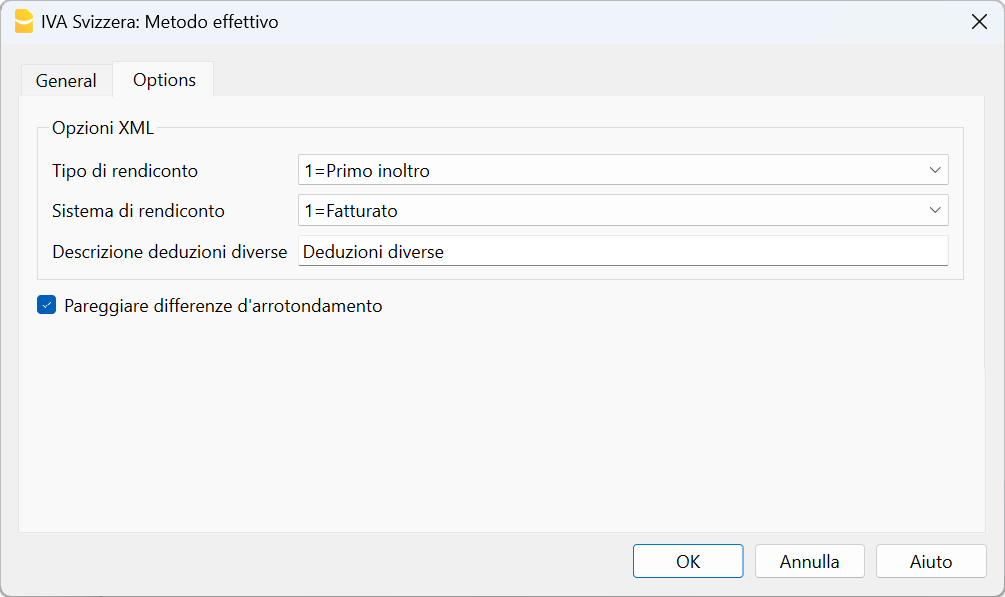 IVA Svizzera: Metodo effettivo
General
Options
Opzioni XML
Tipo di rendiconto
1=Primo inoltro
Sistema di rendiconto
1=Fatturato
Descrizione deduzioni diverse
Deduzioni diverse
Pareggiare differenze d'arrotondamento
OK
Annulla
Aiuto